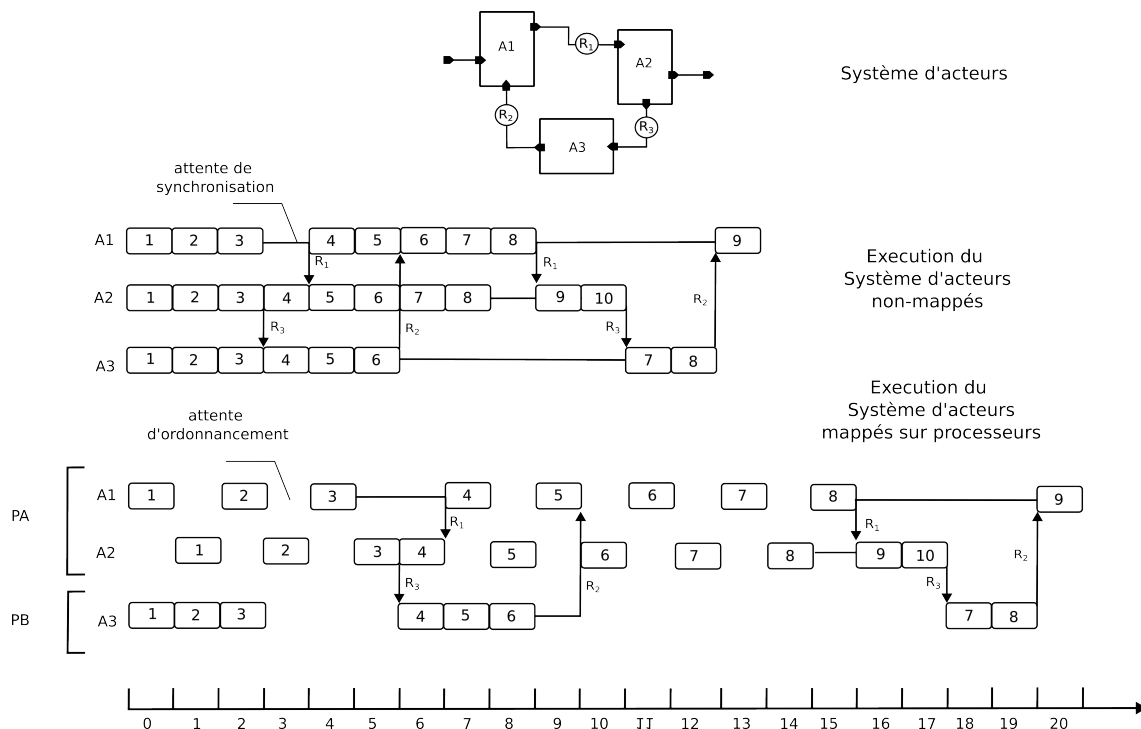 A1
R1
A2
R2
R3
A3
Système d'acteurs
attente de
synchronisation
A1 1 2 3 4 5 6 7 8 9
R1 R1
A2 1 2 3 4 5 6 7 8 9 10
R3 R2 R3 R2
A3 1 2 3 4 5 6 7 8
Execution du
Système d'acteurs
non-mappés
Execution du
Système d'acteurs
mappés sur processeurs
attente
d'ordonnancement
PA
A1 1 2 3 4 5 6 7 8 9
R1 R1
A2 1 2 3 4 5 6 7 8 9 10
R3 R2 R3 R2
PB
A3 1 2 3 4 5 6 7 8
0 1 2 3 4 5 6 7 8 9 10 II 12 13 14 15 16 17 18 19 20